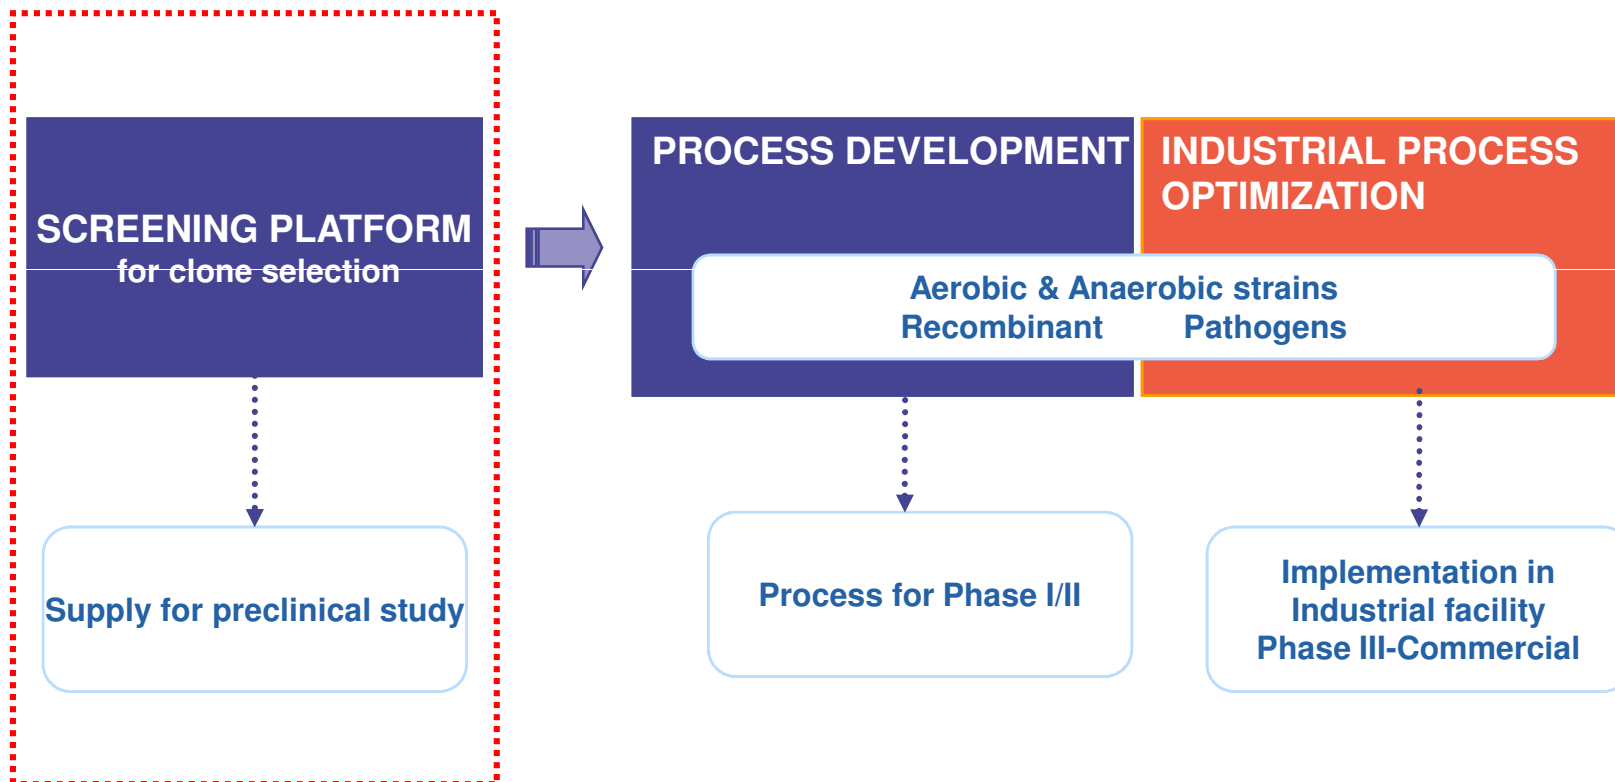 SCREENING PLATFORM
for clone selection
Supply for preclinical study
PROCESS DEVELOPMENT
INDUSTRIAL PROCESS
OPTIMIZATION
Aerobic & Anaerobic strains
Recombinant Pathogens
Process for Phase I/II
Implementation in
Industrial facility
Phase III-Commercial